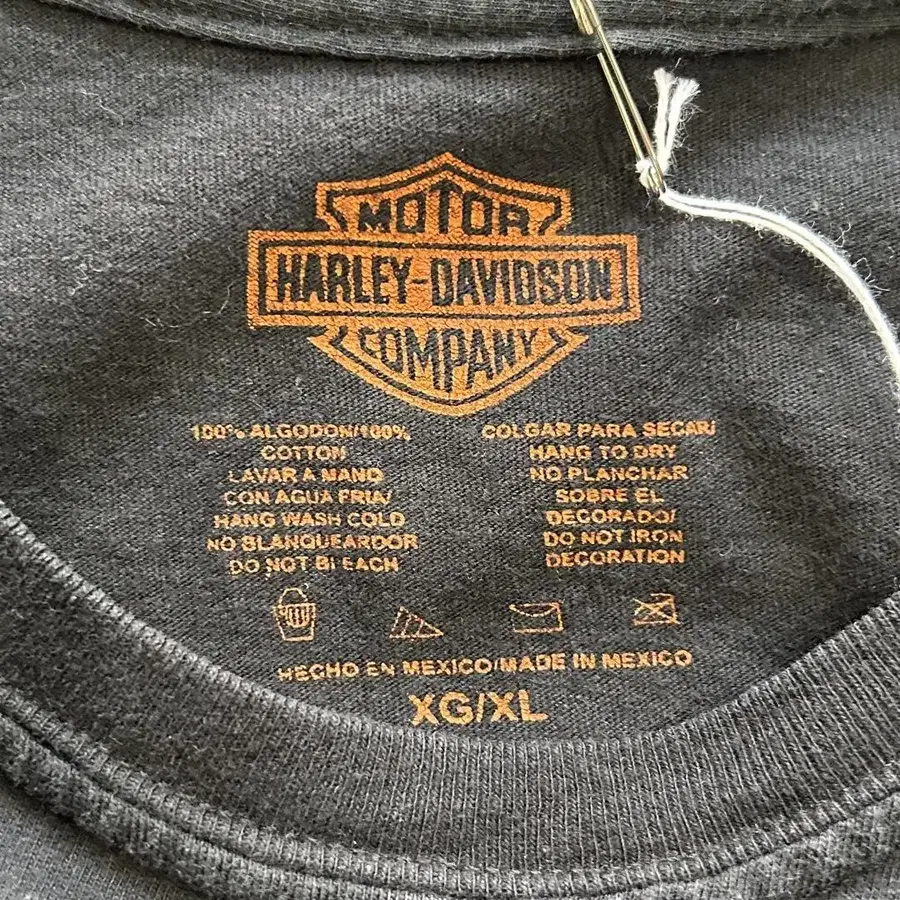 MOTOR
HARLEY-DAVIDSON
COMPANY
100% ALGODON/100%
COTTON
LAVAR A MANO
CON AGUA FRIA/
HANG WASH COLD
NO BLANQUEARDOR
DO NOT BLEACH
COLGAR PARA SECAR/
HANG TO DRY
NO PLANCHAR
SOBRE EL
DECORADO/
DO NOT IRON
DECORATION
HECHO EN MEXICO/MADE IN MEXICO
XG/XL